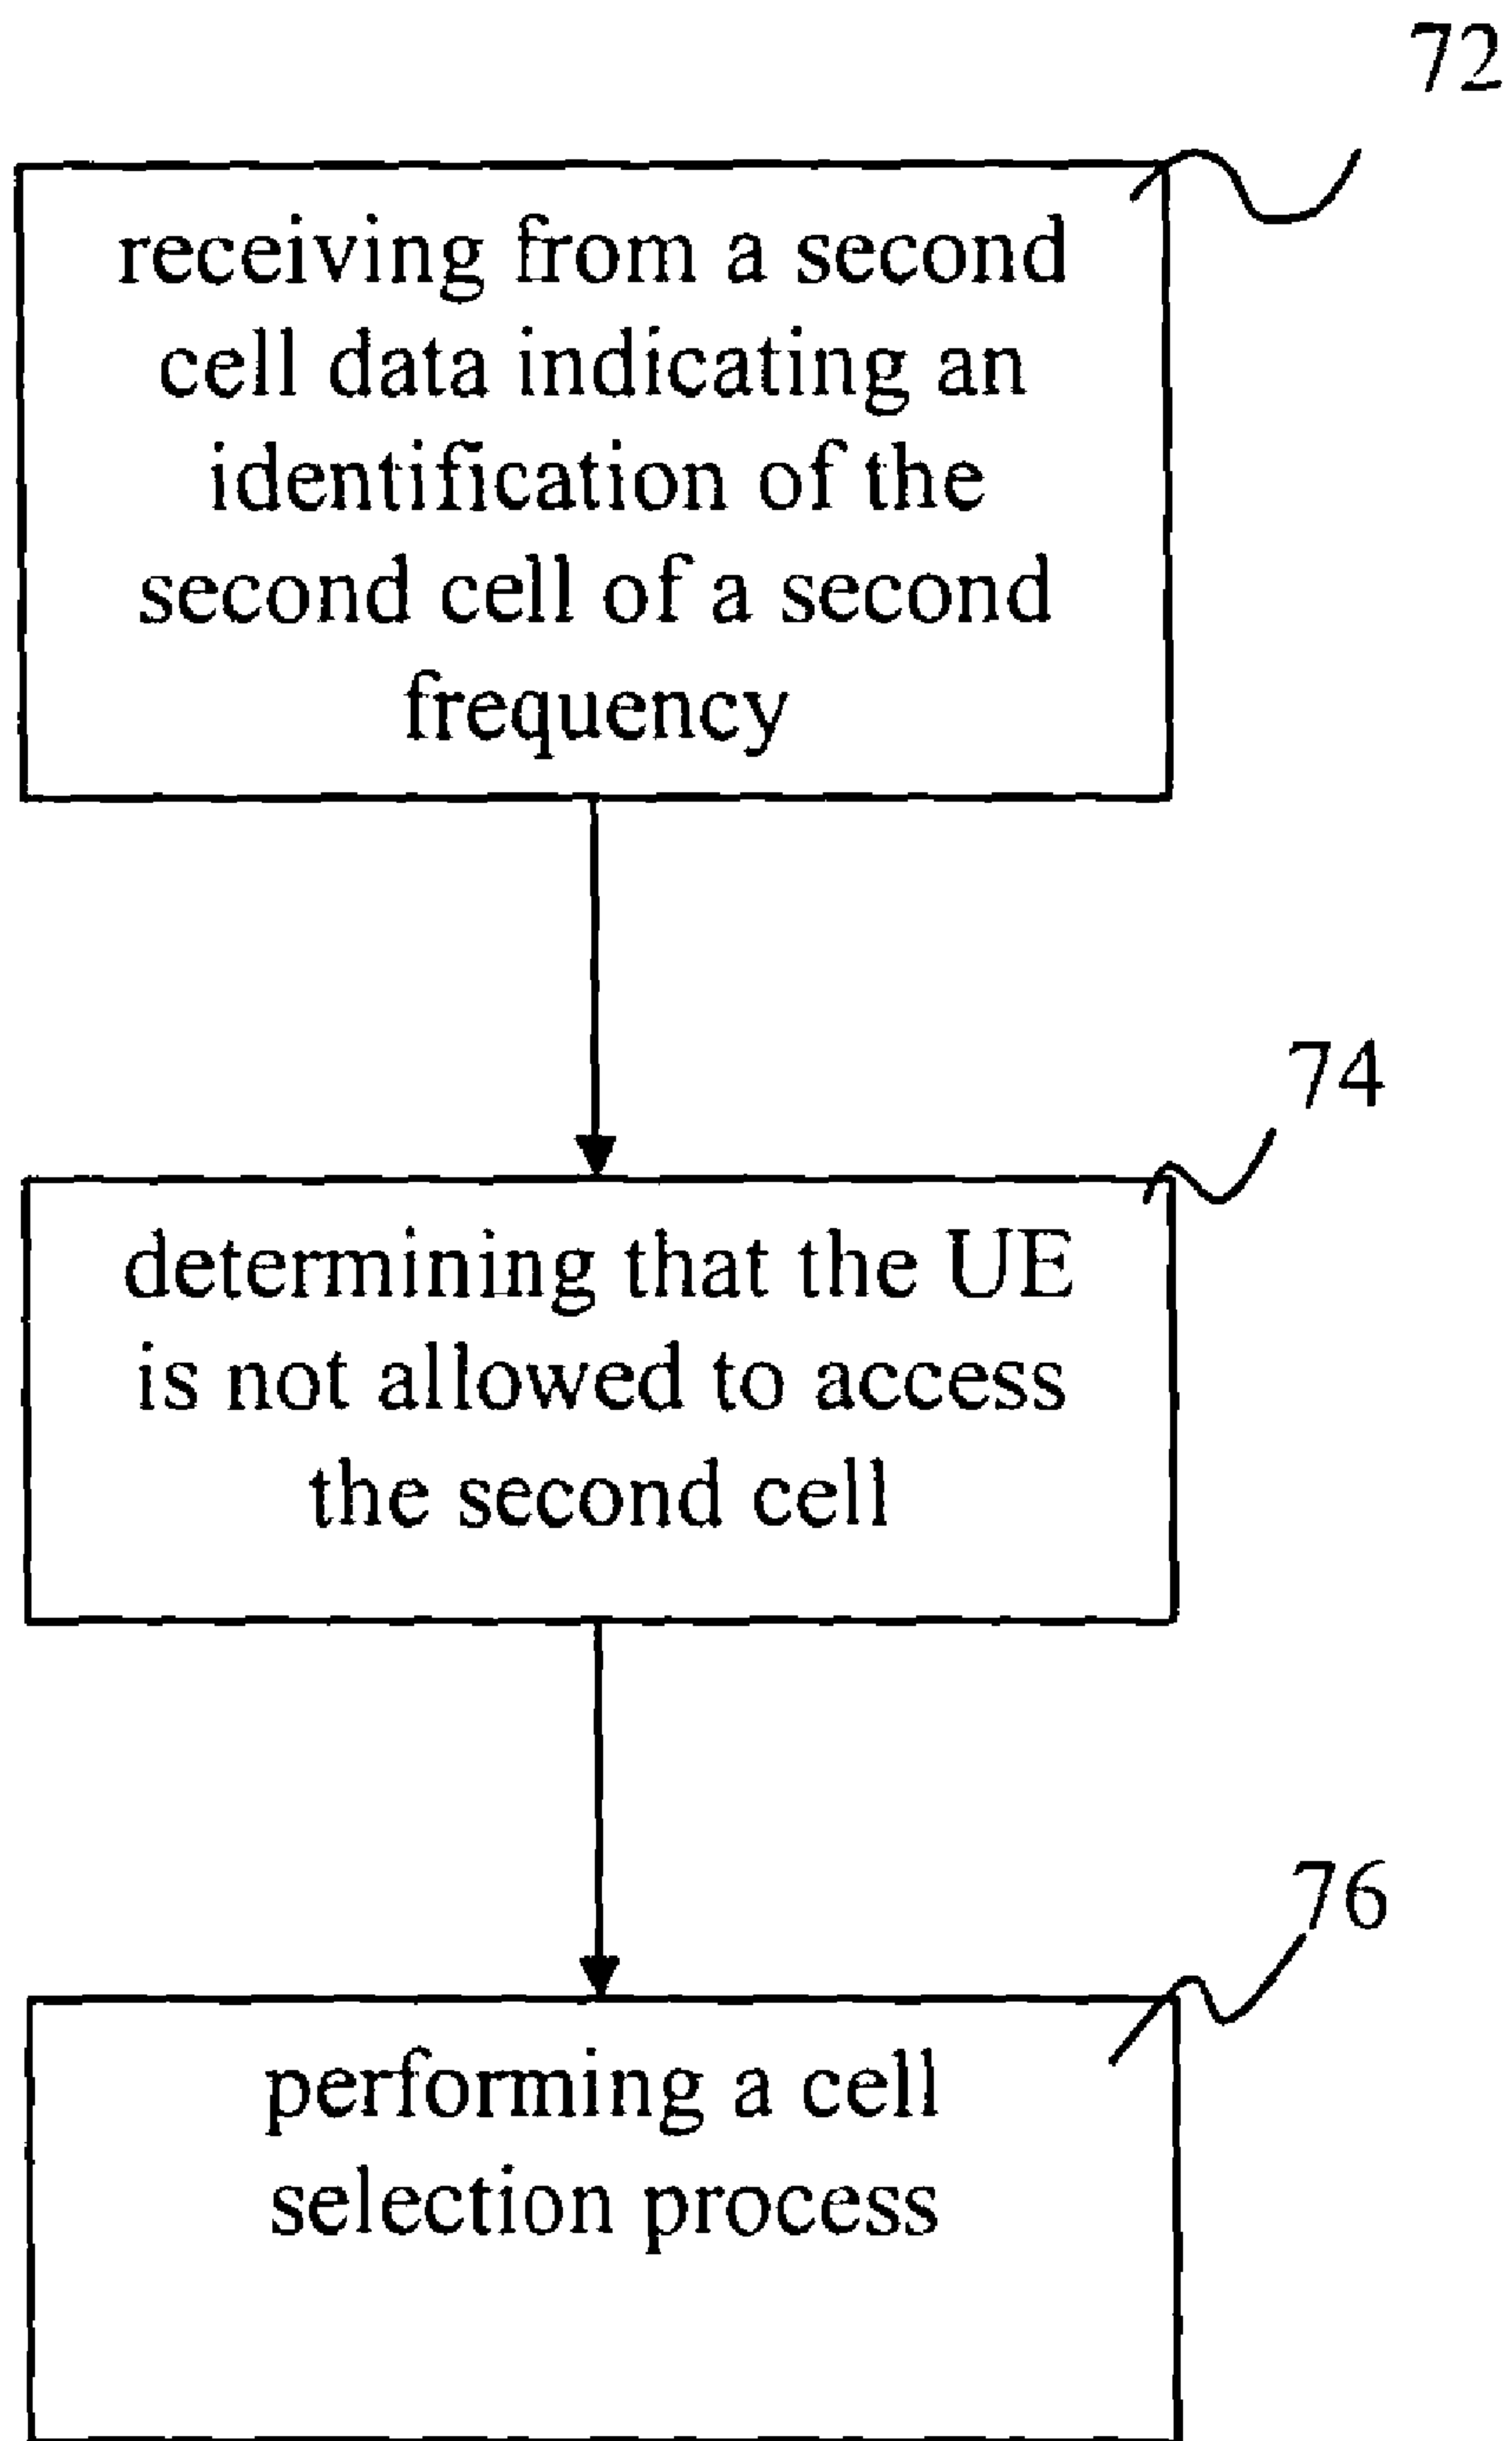 72
receiving from a second
cell data indicating an
identification of the
second cell of a second
frequency
74
determining that the UE
is not allowed to access
the second cell
76
performing a cell
selection process